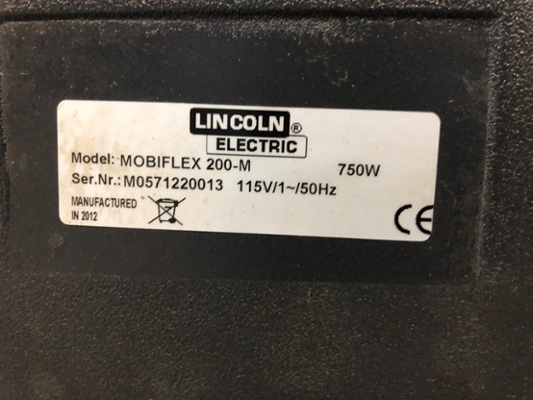 LINCOLN ®
ELECTRIC
Model: MOBIFLEX 200-M 750W
Ser.Nr.: M0571220013 115V/1~/50Hz
MANUFACTURED
IN 2012
CE